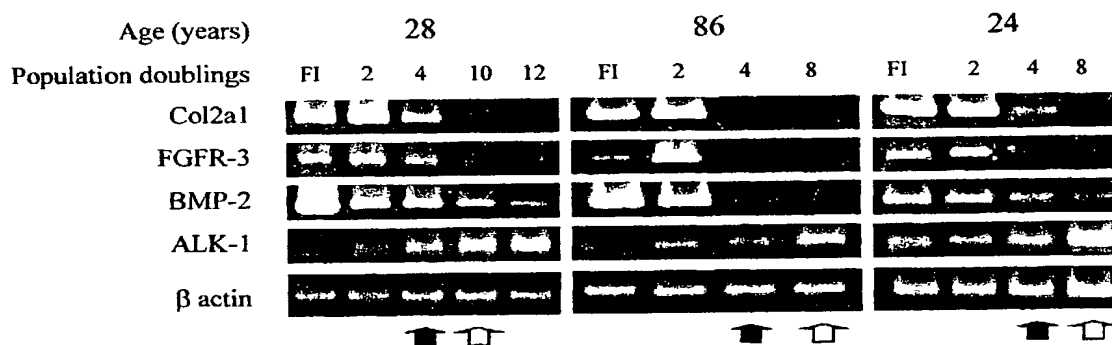 Age (years) 28 86 24
Population doublings FI 2 4 10 12 FI 2 4 8 FI 2 4 8
Col2a1
FGFR-3
BMP-2
ALK-1
β actin